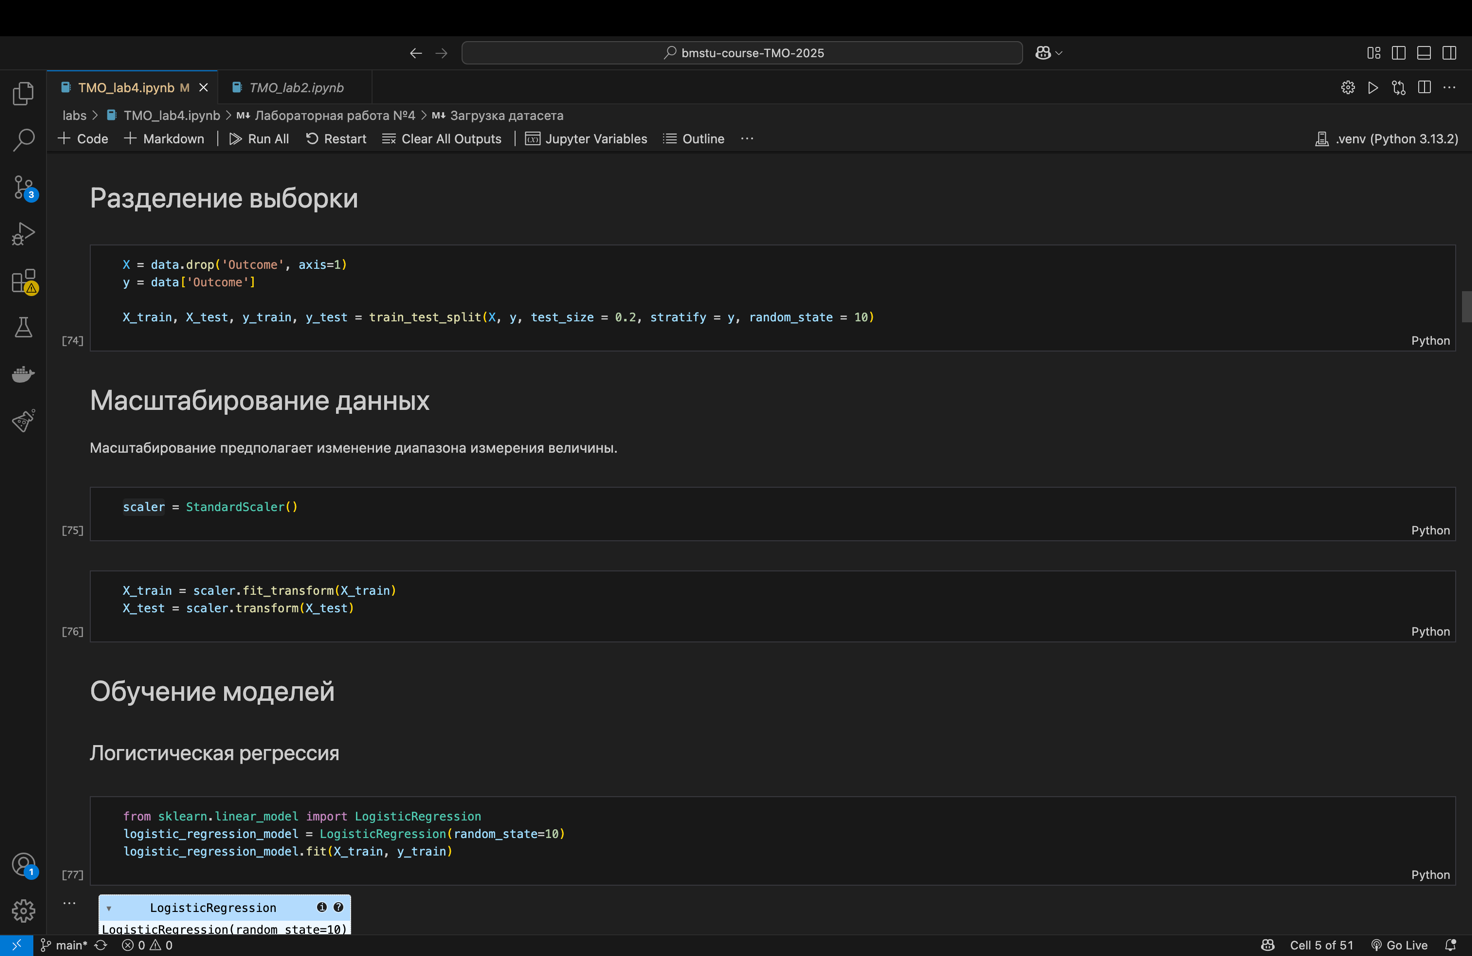 bmstu-course-TMO-2025
TMO_lab4.ipynb M
TMO_lab2.ipynb
labs > TMO_lab4.ipynb > M↓ Лабораторная работа №4 > M↓ Загрузка датасета
+ Code + Markdown | Run All Restart Clear All Outputs | Jupyter Variables Outline ...
.venv (Python 3.13.2)
Разделение выборки
X = data.drop('Outcome', axis=1)
y = data['Outcome']
X_train, X_test, y_train, y_test = train_test_split(X, y, test_size = 0.2, stratify = y, random_state = 10)
[74]
Python
Масштабирование данных
Масштабирование предполагает изменение диапазона измерения величины.
scaler = StandardScaler()
[75]
Python
X_train = scaler.fit_transform(X_train)
X_test = scaler.transform(X_test)
[76]
Python
Обучение моделей
Логистическая регрессия
from sklearn.linear_model import LogisticRegression
logistic_regression_model = LogisticRegression(random_state=10)
logistic_regression_model.fit(X_train, y_train)
[77]
Python
...
LogisticRegression i ?
LogisticRegression(random_state=10)
3
1
main* 0 0
Cell 5 of 51 Go Live